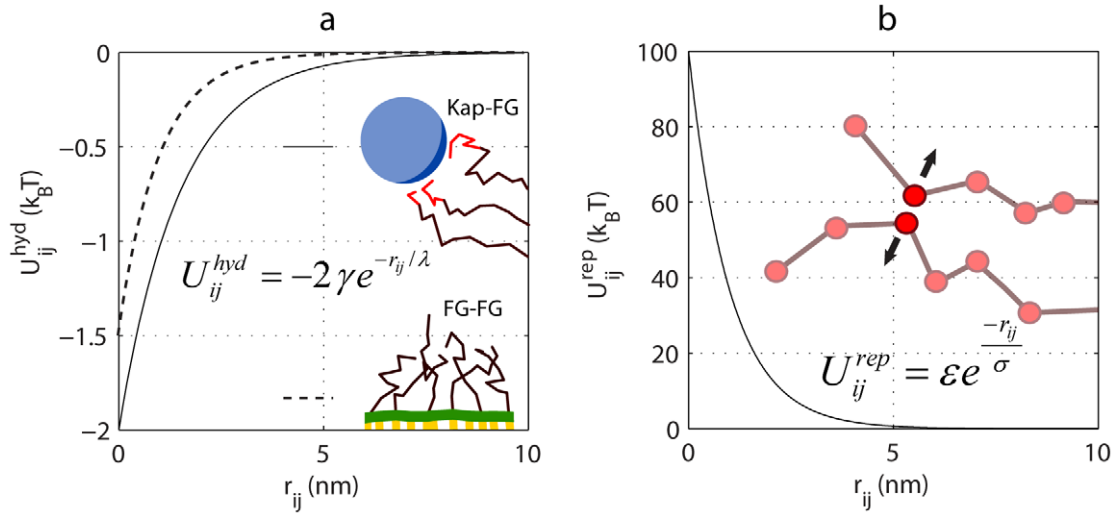 a
0
−0.5
−1
−1.5
−2
U_ij^hyd (k_BT)
Kap-FG
U_ij^hyd = −2γe^(−r_ij/λ)
FG-FG
0
5
10
r_ij (nm)
b
100
80
60
40
20
0
U_ij^rep (k_BT)
U_ij^rep = εe^(−r_ij/σ)
0
5
10
r_ij (nm)